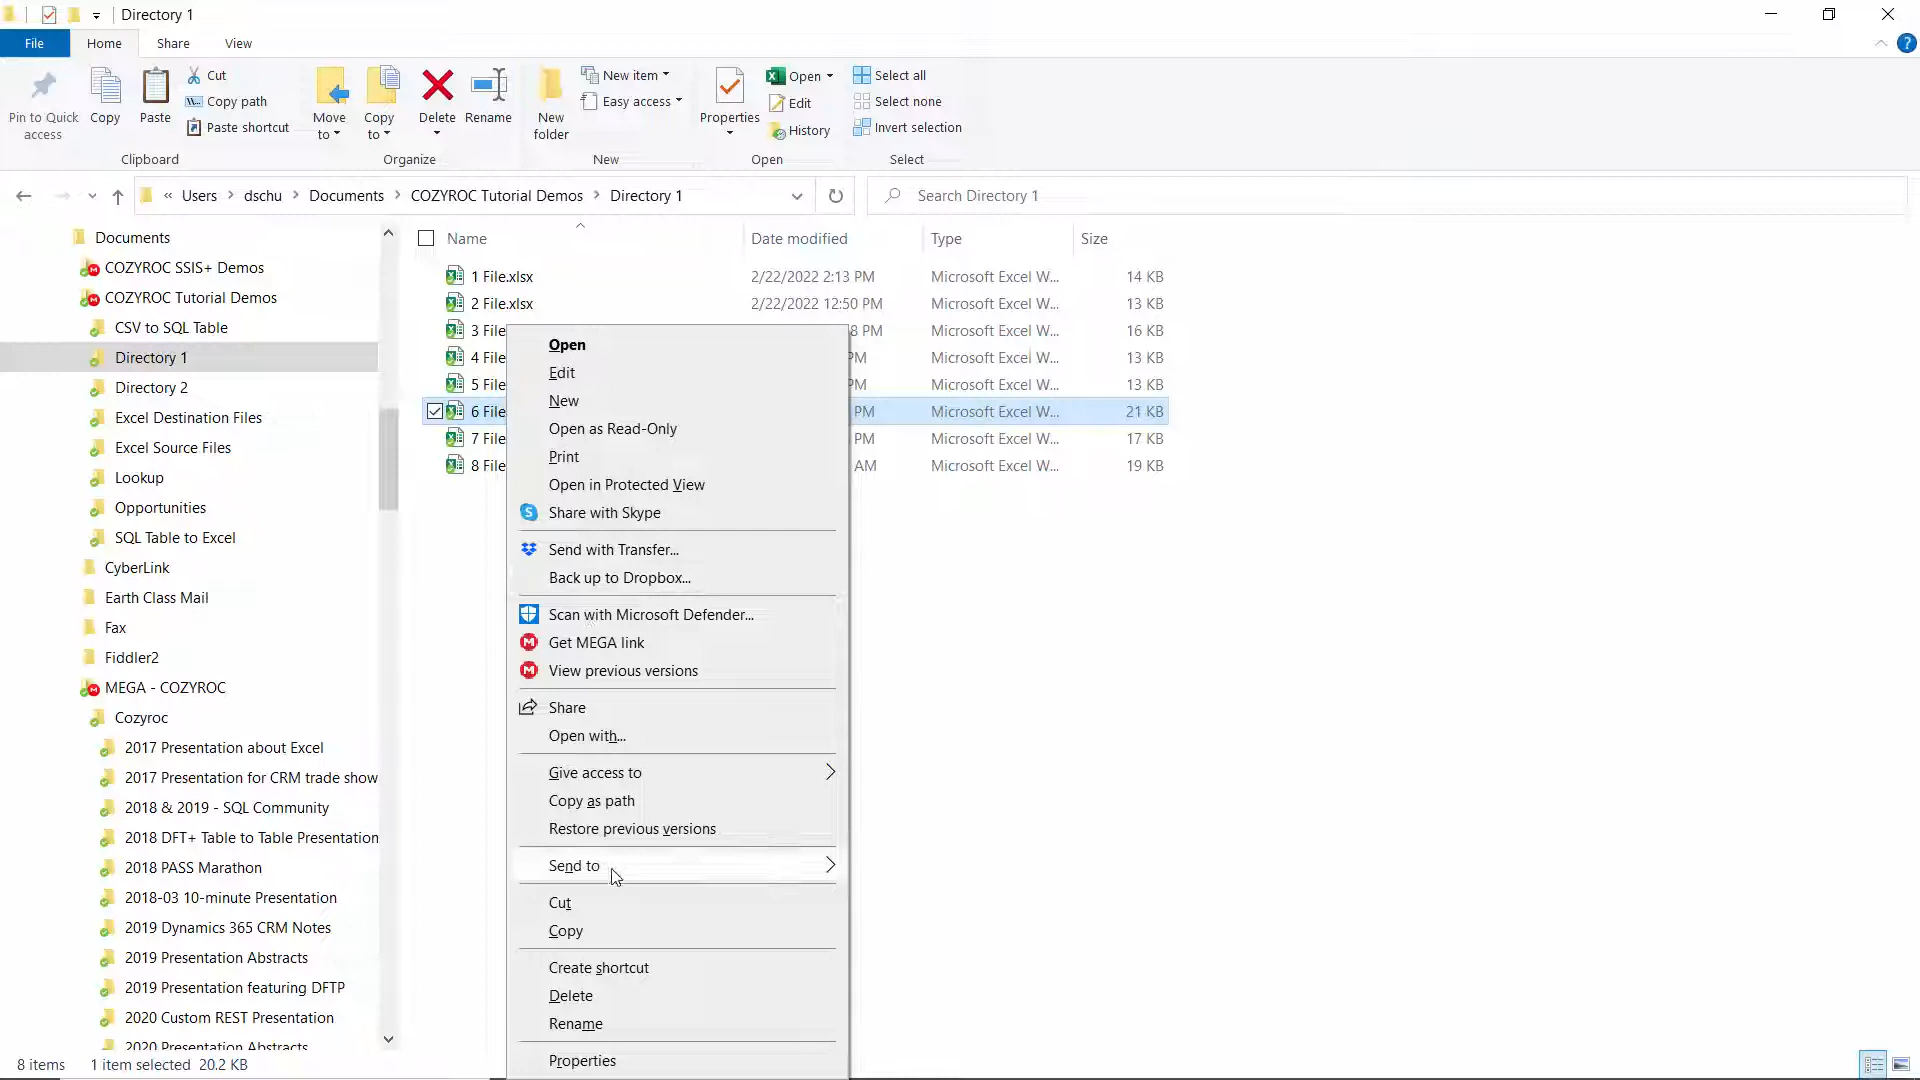 Directory 1
File Home Share View
Pin to Quick access
Copy
Paste
Cut
Copy path
Paste shortcut
Clipboard
Move to
Copy to
Delete
Rename
Organize
New folder
New item
Easy access
New
Properties
Open
Edit
History
Open
Select all
Select none
Invert selection
Select
« Users > dschu > Documents > COZYROC Tutorial Demos > Directory 1
Search Directory 1
Documents
COZYROC SSIS+ Demos
COZYROC Tutorial Demos
CSV to SQL Table
Directory 1
Directory 2
Excel Destination Files
Excel Source Files
Lookup
Opportunities
SQL Table to Excel
CyberLink
Earth Class Mail
Fax
Fiddler2
MEGA - COZYROC
Cozyroc
2017 Presentation about Excel
2017 Presentation for CRM trade show
2018 & 2019 - SQL Community
2018 DFT+ Table to Table Presentation
2018 PASS Marathon
2018-03 10-minute Presentation
2019 Dynamics 365 CRM Notes
2019 Presentation Abstracts
2019 Presentation featuring DFTP
2020 Custom REST Presentation
2020 Presentation Abstracts
Name Date modified Type Size
1 File.xlsx 2/22/2022 2:13 PM Microsoft Excel W... 14 KB
2 File.xlsx 2/22/2022 12:50 PM Microsoft Excel W... 13 KB
3 File 8 PM Microsoft Excel W... 16 KB
4 File PM Microsoft Excel W... 13 KB
5 File PM Microsoft Excel W... 13 KB
6 File PM Microsoft Excel W... 21 KB
7 File PM Microsoft Excel W... 17 KB
8 File AM Microsoft Excel W... 19 KB
Open
Edit
New
Open as Read-Only
Print
Open in Protected View
Share with Skype
Send with Transfer...
Back up to Dropbox...
Scan with Microsoft Defender...
Get MEGA link
View previous versions
Share
Open with...
Give access to
Copy as path
Restore previous versions
Send to
Cut
Copy
Create shortcut
Delete
Rename
Properties
8 items 1 item selected 20.2 KB